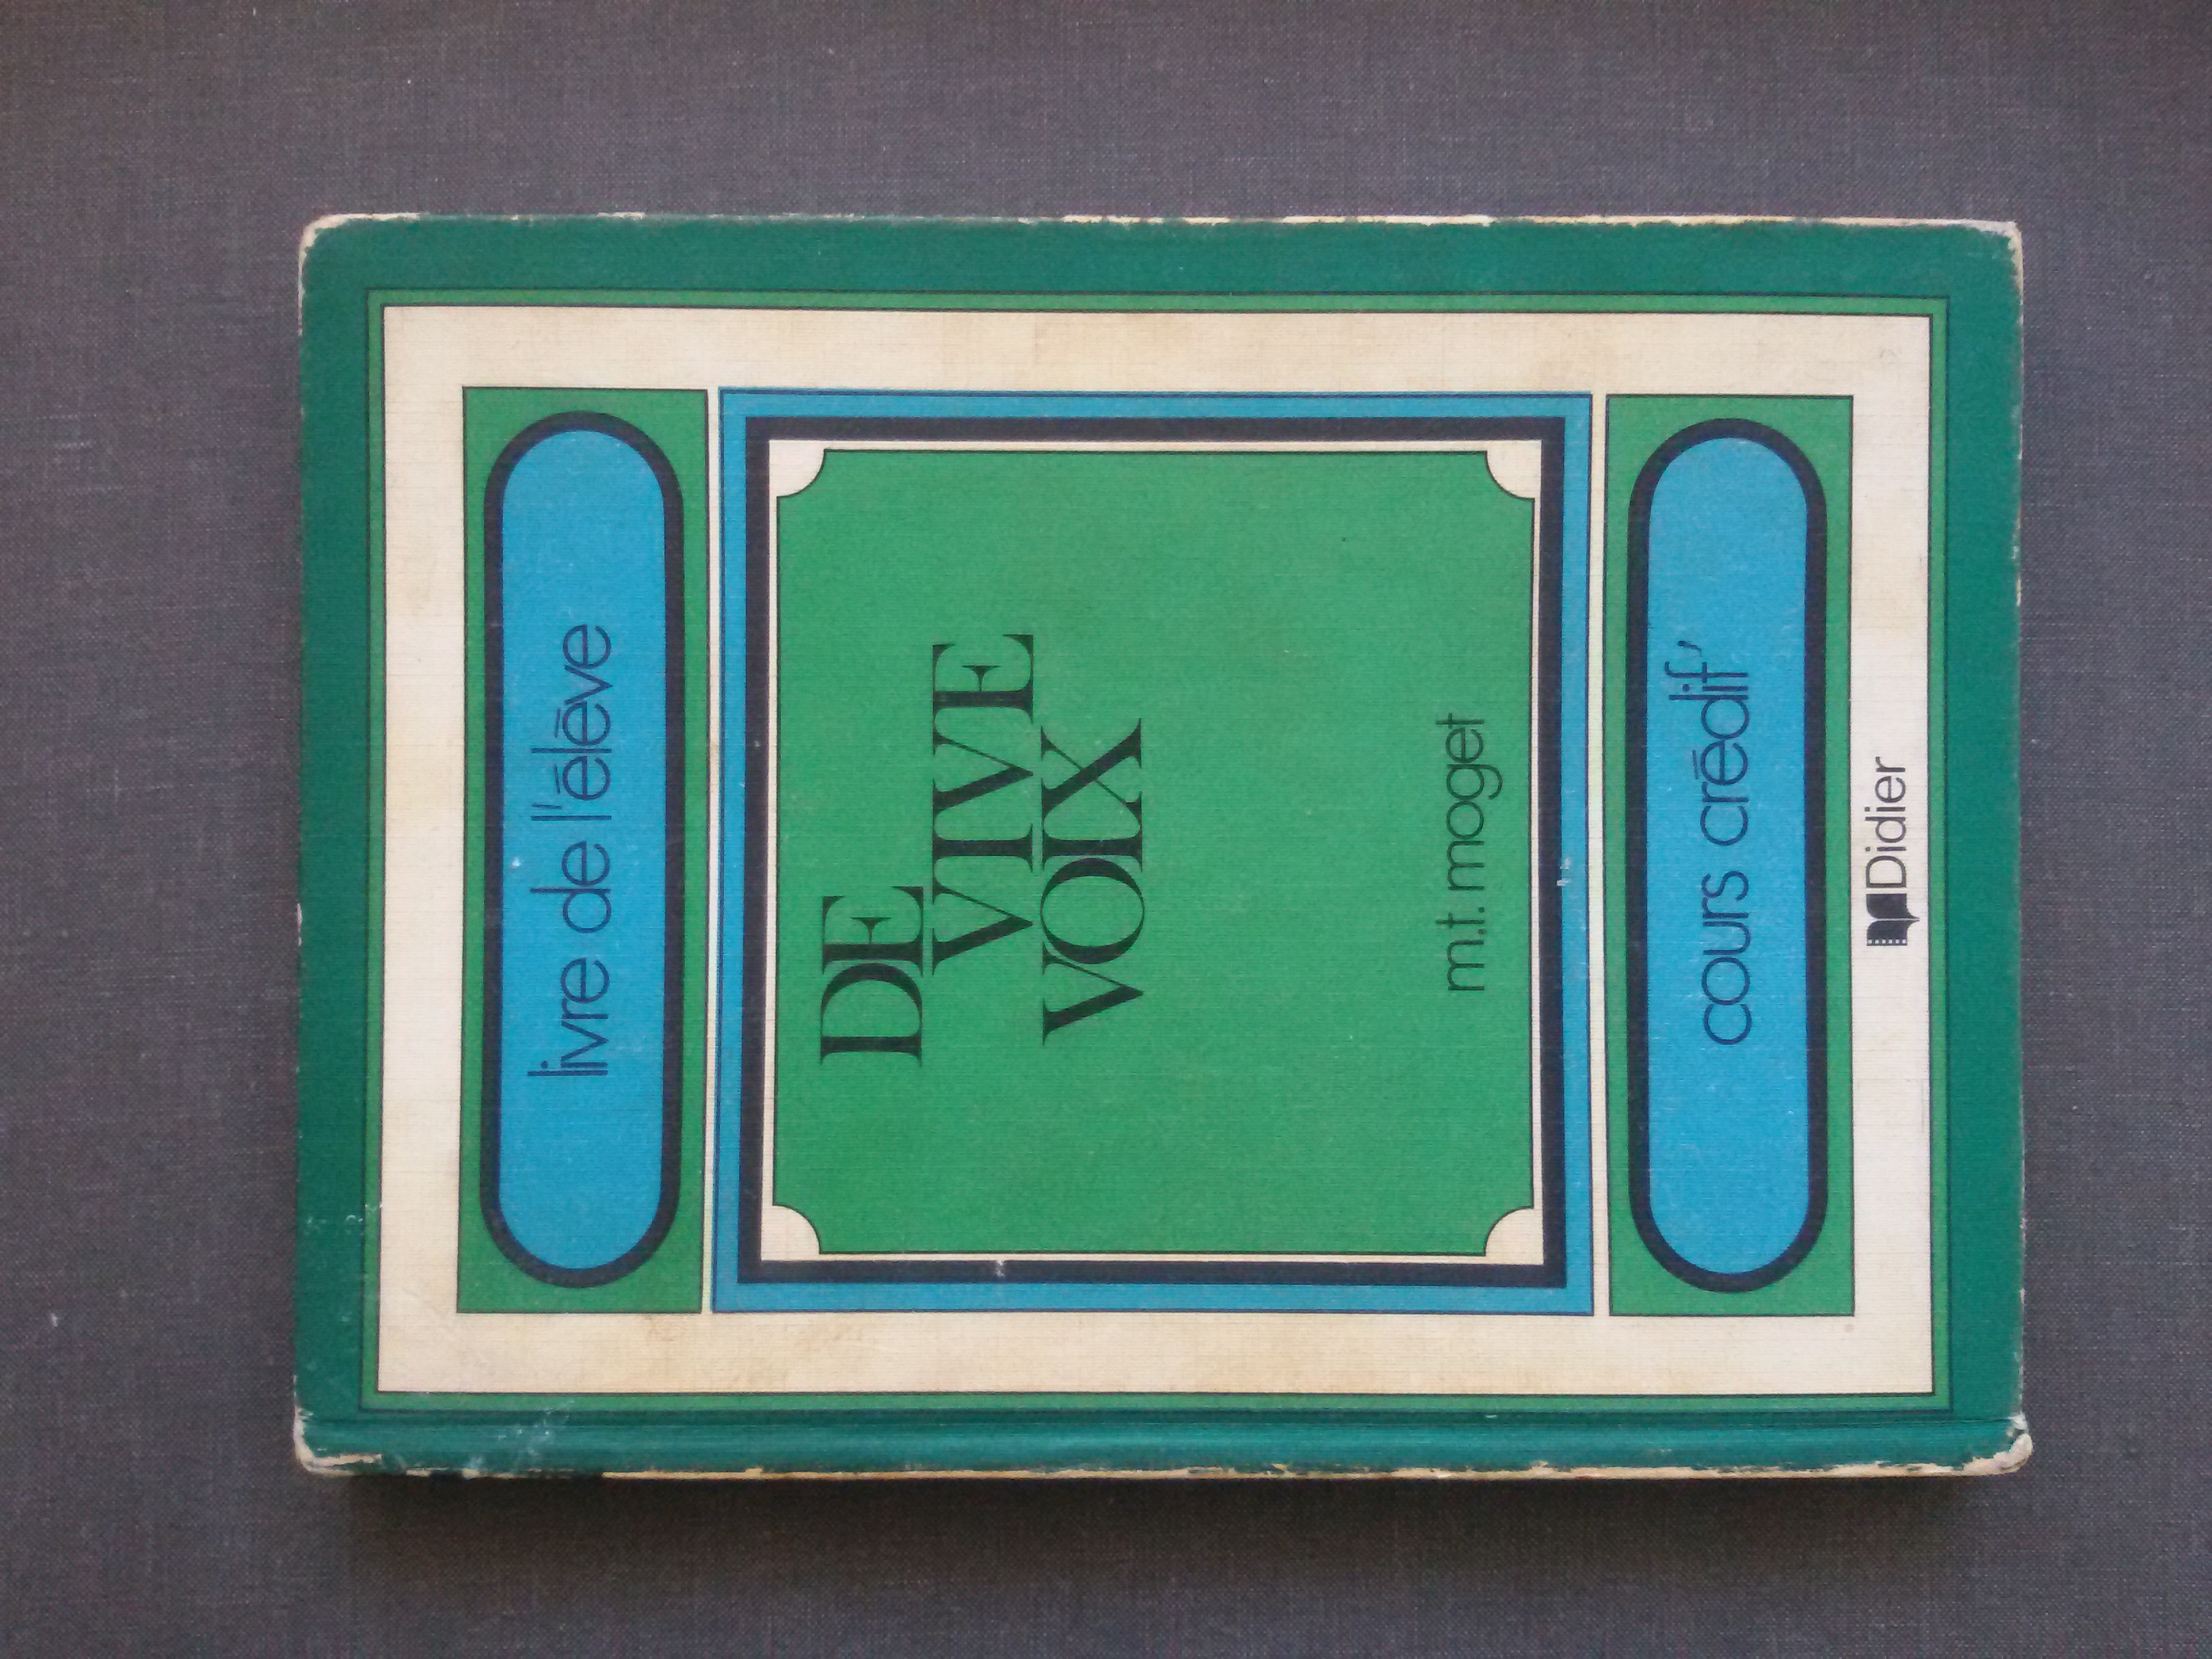 livre de l'élève
DE
VIVE
VOIX
m.t. moget
cours crédif'
Didier